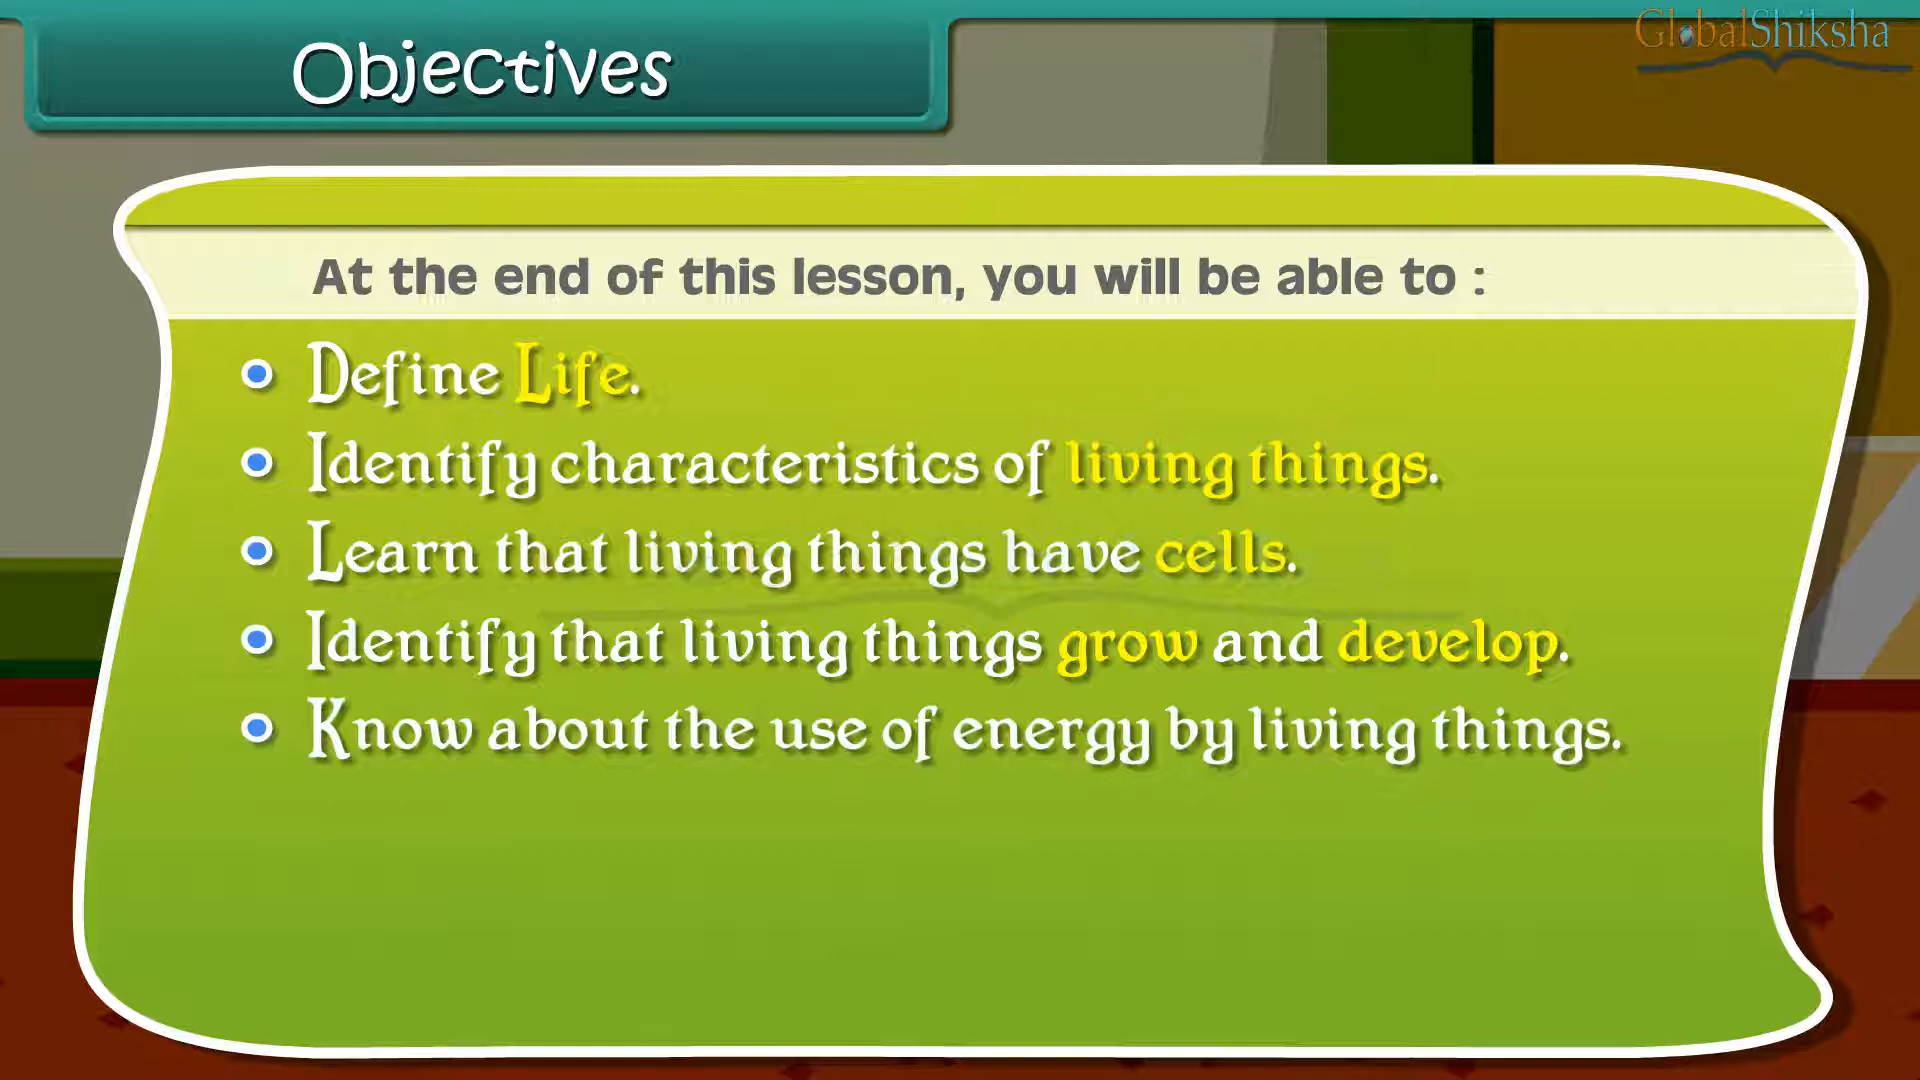 Objectives
GlobalShiksha
At the end of this lesson, you will be able to :
Define Life.
Identify characteristics of living things.
Learn that living things have cells.
Identify that living things grow and develop.
Know about the use of energy by living things.